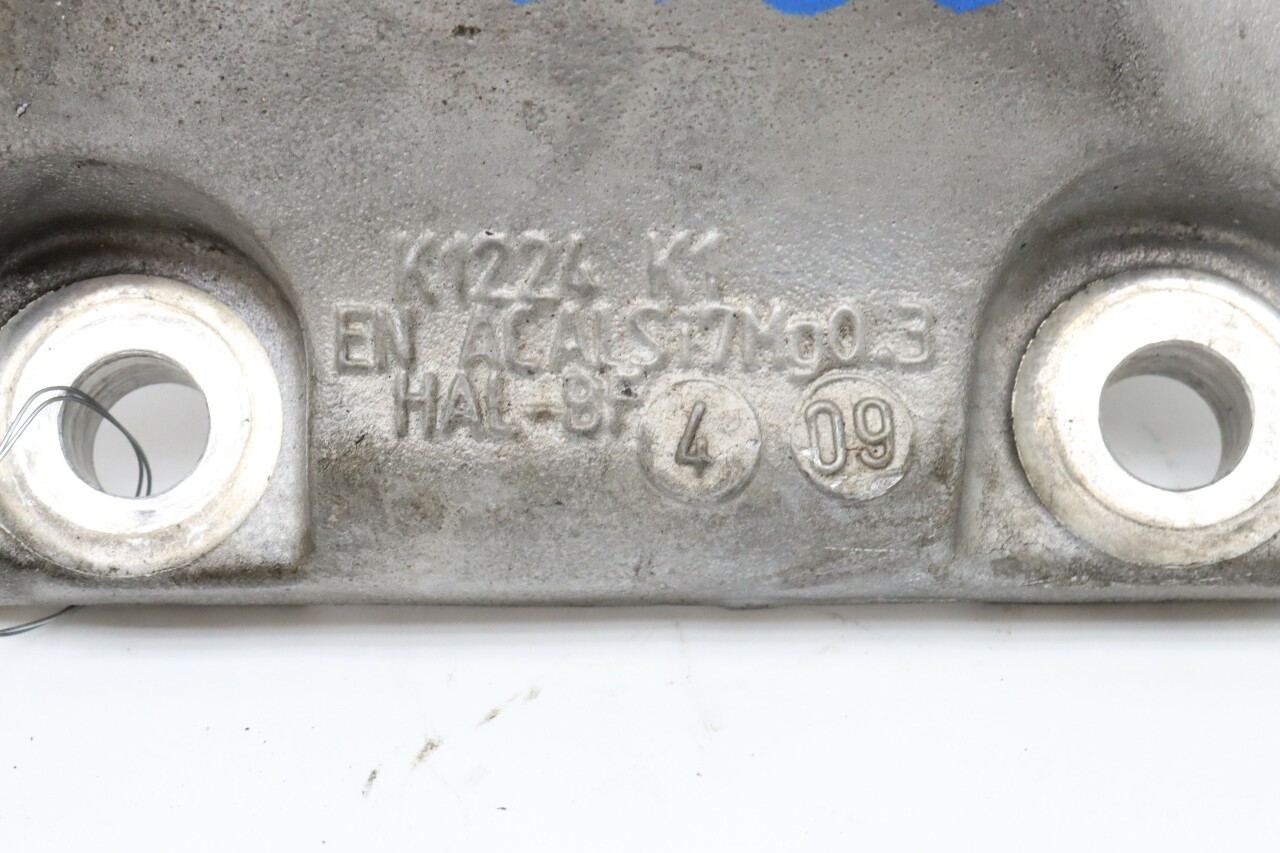 K1224 K1
EN ACALSi7Mg0.3
HAL-BF 4 09